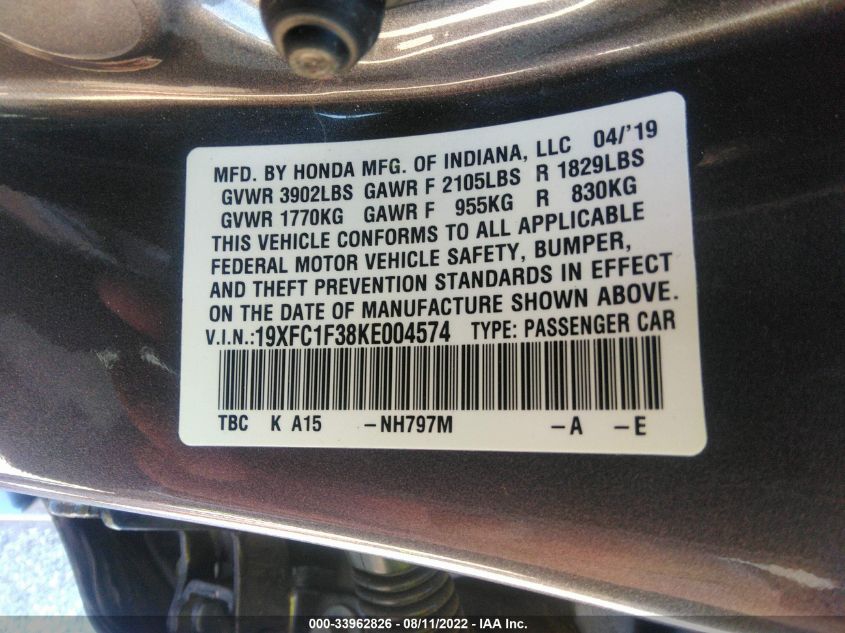 MFD. BY HONDA MFG. OF INDIANA, LLC 04/'19
GVWR 3902LBS GAWR F 2105LBS R 1829LBS
GVWR 1770KG GAWR F 955KG R 830KG
THIS VEHICLE CONFORMS TO ALL APPLICABLE
FEDERAL MOTOR VEHICLE SAFETY, BUMPER,
AND THEFT PREVENTION STANDARDS IN EFFECT
ON THE DATE OF MANUFACTURE SHOWN ABOVE.
V.I.N.:19XFC1F38KE004574 TYPE: PASSENGER CAR
TBC K A15 -NH797M -A -E
000-33962826 - 08/11/2022 - IAA Inc.